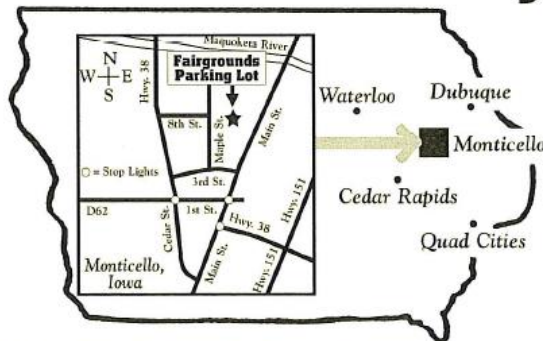 Maquoketa River
N
W E
S
Hwy. 38
Fairgrounds
Parking Lot
8th St.
Maple St.
Main St.
= Stop Lights
3rd St.
D62
1st St.
Cedar St.
Hwy. 38
Hwy. 151
Main St.
Hwy. 151
Monticello,
Iowa
Waterloo
Dubuque
Monticello
Cedar Rapids
Quad Cities